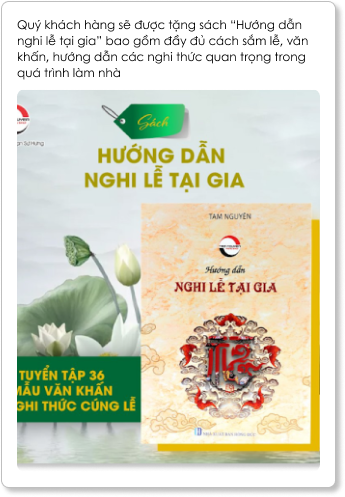 Quý khách hàng sẽ được tặng sách “Hướng dẫn
nghi lễ tại gia” bao gồm đầy đủ cách sắm lễ, văn
khấn, hướng dẫn các nghi thức quan trọng trong
quá trình làm nhà
Sách
HƯỚNG DẪN
NGHI LỄ TẠI GIA
TAM NGUYÊN
Hướng dẫn
NGHI LỄ TẠI GIA
TUYỂN TẬP 36
MẪU VĂN KHẤN
GHI THỨC CÚNG LỄ